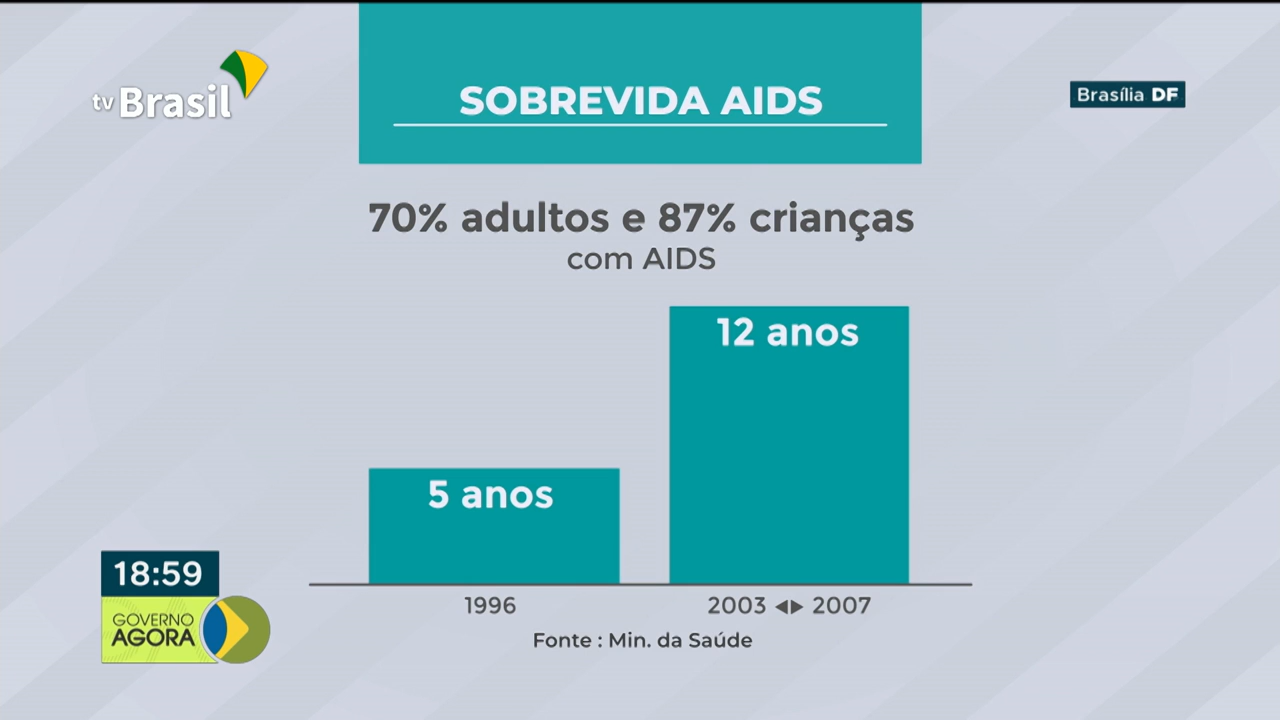 tv Brasil
SOBREVIDA AIDS
Brasília DF
70% adultos e 87% crianças
com AIDS
12 anos
5 anos
1996
2003 ◂▸ 2007
Fonte : Min. da Saúde
18:59
GOVERNO
AGORA